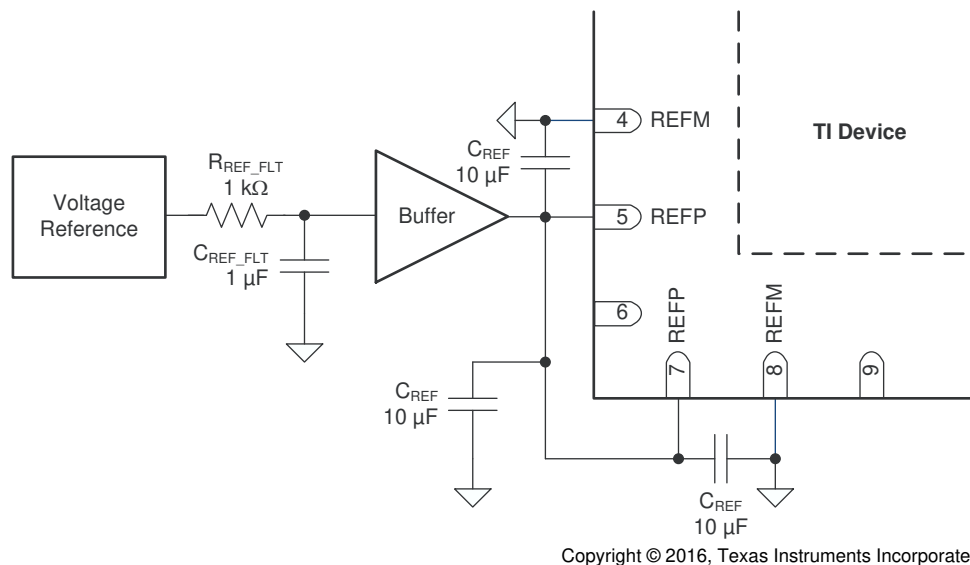 4
REFM
TI Device
C_REF
10 µF
R_REF_FLT
1 kΩ
Voltage
Reference
Buffer
5
REFP
C_REF_FLT
1 µF
6
REFP
REFM
7
8
9
C_REF
10 µF
C_REF
10 µF
Copyright © 2016, Texas Instruments Incorporate